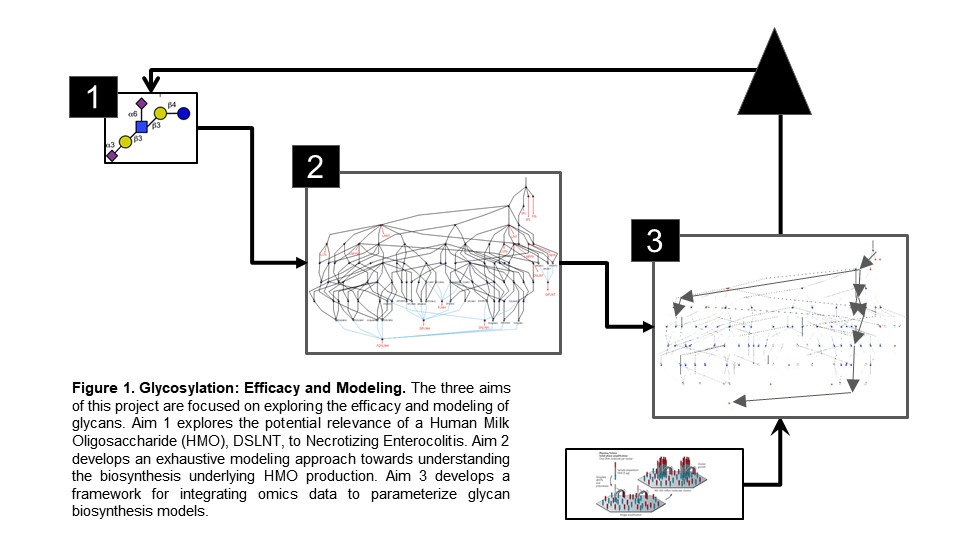 1
β4
α6
β3
β3
α3
2
3
Figure 1. Glycosylation: Efficacy and Modeling. The three aims
of this project are focused on exploring the efficacy and modeling of
glycans. Aim 1 explores the potential relevance of a Human Milk
Oligosaccharide (HMO), DSLNT, to Necrotizing Enterocolitis. Aim 2
develops an exhaustive modeling approach towards understanding
the biosynthesis underlying HMO production. Aim 3 develops a
framework for integrating omics data to parameterize glycan
biosynthesis models.